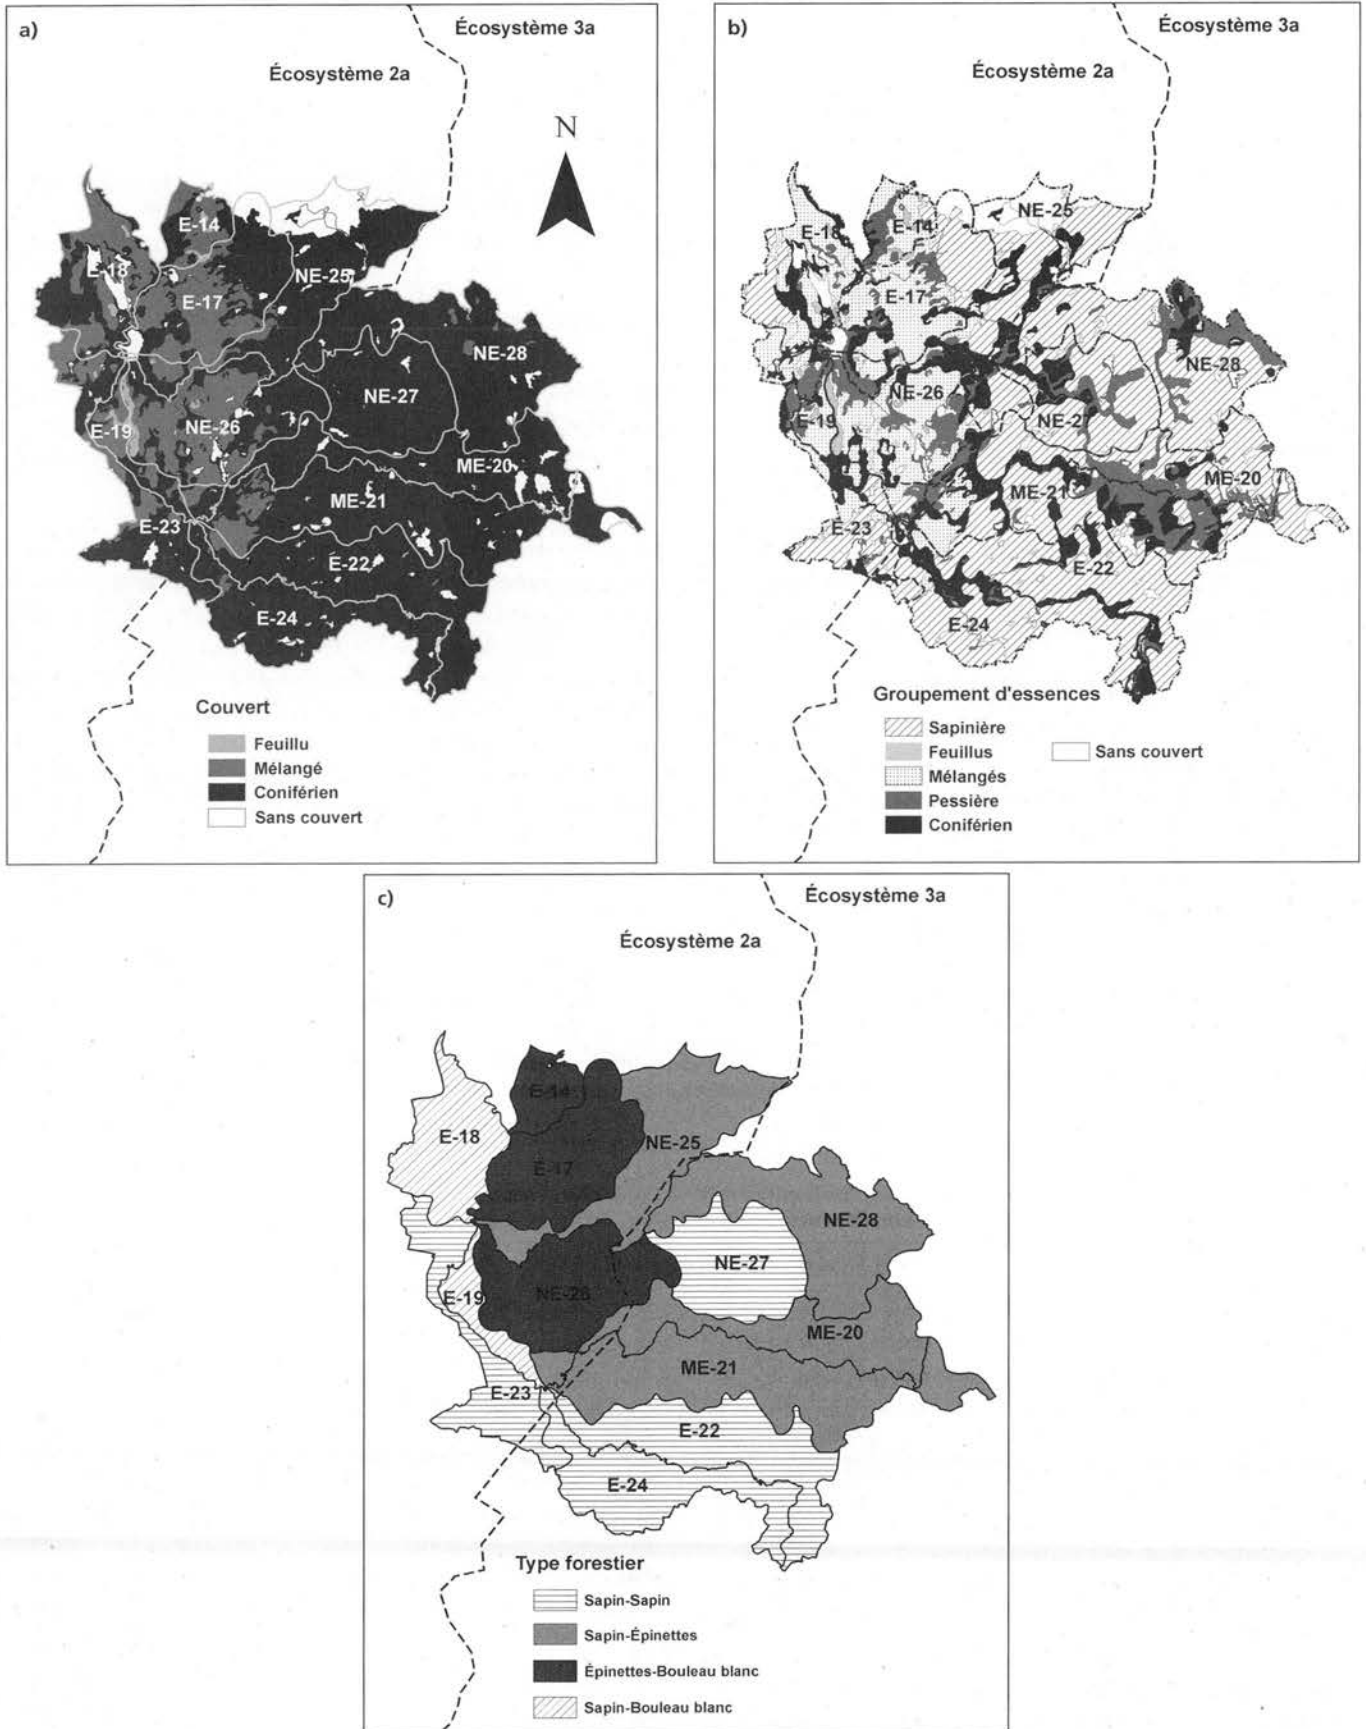 a)
Écosystème 3a
Écosystème 2a
N
E-14
E-18
NE-25
E-17
NE-28
NE-27
E-19
NE-26
ME-20
ME-21
E-23
E-22
E-24
Couvert
Feuillu
Mélangé
Coniférien
Sans couvert
b)
Écosystème 3a
Écosystème 2a
NE-25
E-18
E-14
E-17
NE-28
NE-26
E-19
NE-27
ME-20
ME-21
E-23
E-22
E-24
Groupement d'essences
Sapinière
Feuillus
Sans couvert
Mélangés
Pessière
Coniférien
c)
Écosystème 3a
Écosystème 2a
E-14
E-18
NE-25
E-17
NE-28
NE-27
E-19
NE-26
ME-20
ME-21
E-23
E-22
E-24
Type forestier
Sapin-Sapin
Sapin-Épinettes
Épinettes-Bouleau blanc
Sapin-Bouleau blanc